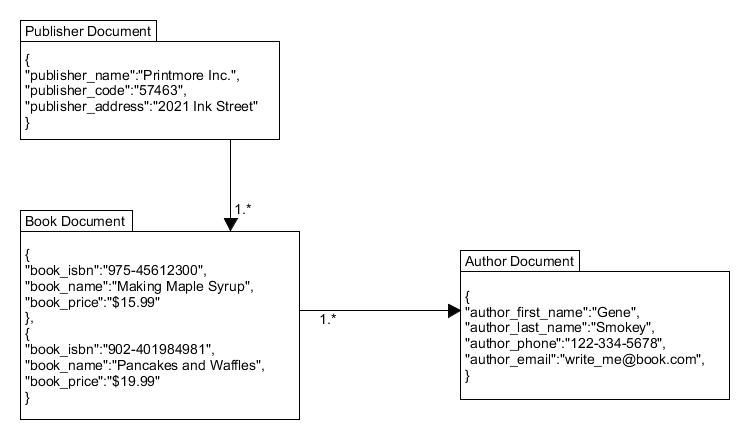 Publisher Document
{
"publisher_name":"Printmore Inc.",
"publisher_code":"57463",
"publisher_address":"2021 Ink Street"
}
1.*
Book Document
{
"book_isbn":"975-45612300",
"book_name":"Making Maple Syrup",
"book_price":"$15.99"
},
{
"book_isbn":"902-401984981",
"book_name":"Pancakes and Waffles",
"book_price":"$19.99"
}
1.*
Author Document
{
"author_first_name":"Gene",
"author_last_name":"Smokey",
"author_phone":"122-334-5678",
"author_email":"write_me@book.com",
}